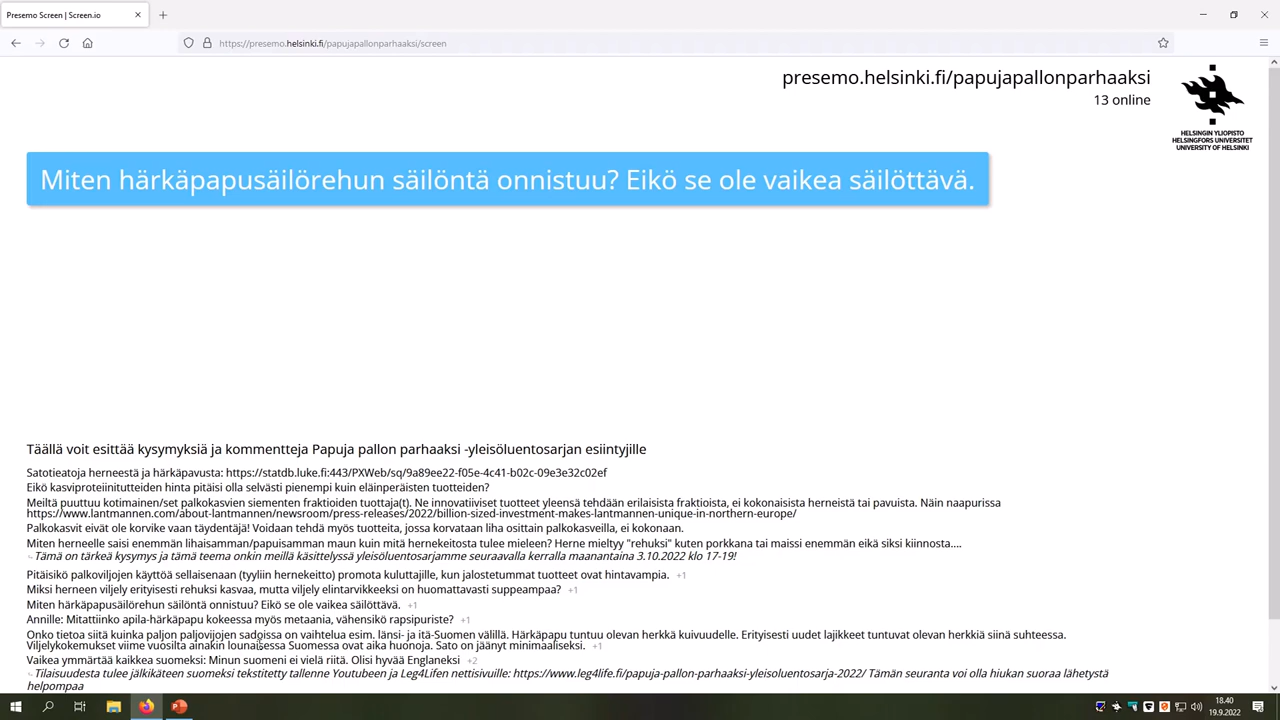 Presemo Screen | Screen.io
https://presemo.helsinki.fi/papujapallonparhaaksi/screen
presemo.helsinki.fi/papujapallonparhaaksi
13 online
HELSINGIN YLIOPISTO
HELSINGFORS UNIVERSITET
UNIVERSITY OF HELSINKI
Miten härkäpapusäilörehun säilöntä onnistuu? Eikö se ole vaikea säilöttävä.
Täällä voit esittää kysymyksiä ja kommentteja Papuja pallon parhaaksi -yleisöluentosarjan esiintyjille
Satotieatoja herneestä ja härkäpavusta: https://statdb.luke.fi:443/PXWeb/sq/9a89ee22-f05e-4c41-b02c-09e3e32c02ef
Eikö kasviproteiinitutteiden hinta pitäisi olla selvästi pienempi kuin eläinperäisten tuotteiden?
Meiltä puuttuu kotimainen/set palkokasvien siementen fraktioiden tuottaja(t). Ne innovatiiviset tuotteet yleensä tehdään erilaisista fraktioista, ei kokonaisista herneistä tai pavuista. Näin naapurissa
https://www.lantmannen.com/about-lantmannen/newsroom/press-releases/2022/billion-sized-investment-makes-lantmannen-unique-in-northern-europe/
Palkokasvit eivät ole korvike vaan täydentäjä! Voidaan tehdä myös tuotteita, jossa korvataan liha osittain palkokasveilla, ei kokonaan.
Miten herneelle saisi enemmän lihaisamman/papuisamman maun kuin mitä hernekeitosta tulee mieleen? Herne mieltyy "rehuksi" kuten porkkana tai maissi enemmän eikä siksi kiinnosta....
Tämä on tärkeä kysymys ja tämä teema onkin meillä käsittelyssä yleisöluentosarjamme seuraavalla kerralla maanantaina 3.10.2022 klo 17-19!
Pitäisikö palkoviljojen käyttöä sellaisenaan (tyyliin hernekeitto) promota kuluttajille, kun jalostetummat tuotteet ovat hintavampia. +1
Miksi herneen viljely erityisesti rehuksi kasvaa, mutta viljely elintarvikkeeksi on huomattavasti suppeampaa? +1
Miten härkäpapusäilörehun säilöntä onnistuu? Eikö se ole vaikea säilöttävä. +1
Annille: Mitattiinko apila-härkäpapu kokeessa myös metaania, vähensikö rapsipuriste? +1
Onko tietoa siitä kuinka paljon paljovijojen sadoissa on vaihtelua esim. länsi- ja itä-Suomen välillä. Härkäpapu tuntuu olevan herkkä kuivuudelle. Erityisesti uudet lajikkeet tuntuvat olevan herkkiä siinä suhteessa.
Viljelykokemukset viime vuosilta ainakin lounaisessa Suomessa ovat aika huonoja. Sato on jäänyt minimaaliseksi. +1
Vaikea ymmärtää kaikkea suomeksi: Minun suomeni ei vielä riitä. Olisi hyvää Englaneksi +2
Tilaisuudesta tulee jälkikäteen suomeksi tekstitetty tallenne Youtubeen ja Leg4Lifen nettisivuille: https://www.leg4life.fi/papuja-pallon-parhaaksi-yleisoluentosarja-2022/ Tämän seuranta voi olla hiukan suoraa lähetystä
helpompaa
18.40
19.9.2022